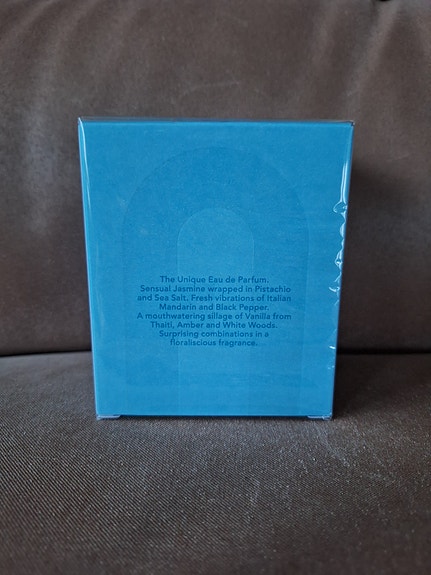 The Unique Eau de Parfum.
Sensual Jasmine wrapped in Pistachio
and Sea Salt. Fresh vibrations of Italian
Mandarin and Black Pepper.
A mouthwatering sillage of Vanilla from
Thaiti, Amber and White Woods.
Surprising combinations in a
floraliscious fragrance.